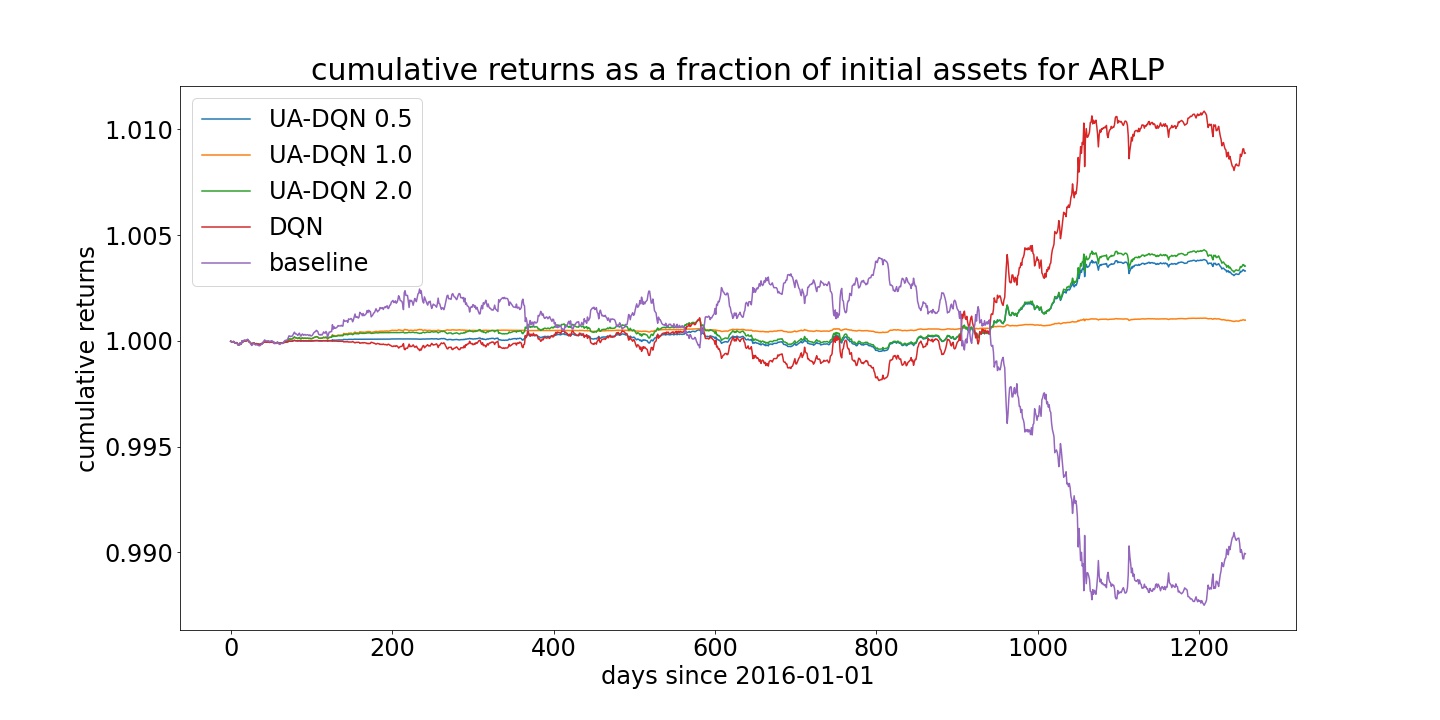 cumulative returns as a fraction of initial assets for ARLP
UA-DQN 0.5
UA-DQN 1.0
UA-DQN 2.0
DQN
baseline
cumulative returns
1.010
1.005
1.000
0.995
0.990
0 200 400 600 800 1000 1200
days since 2016-01-01